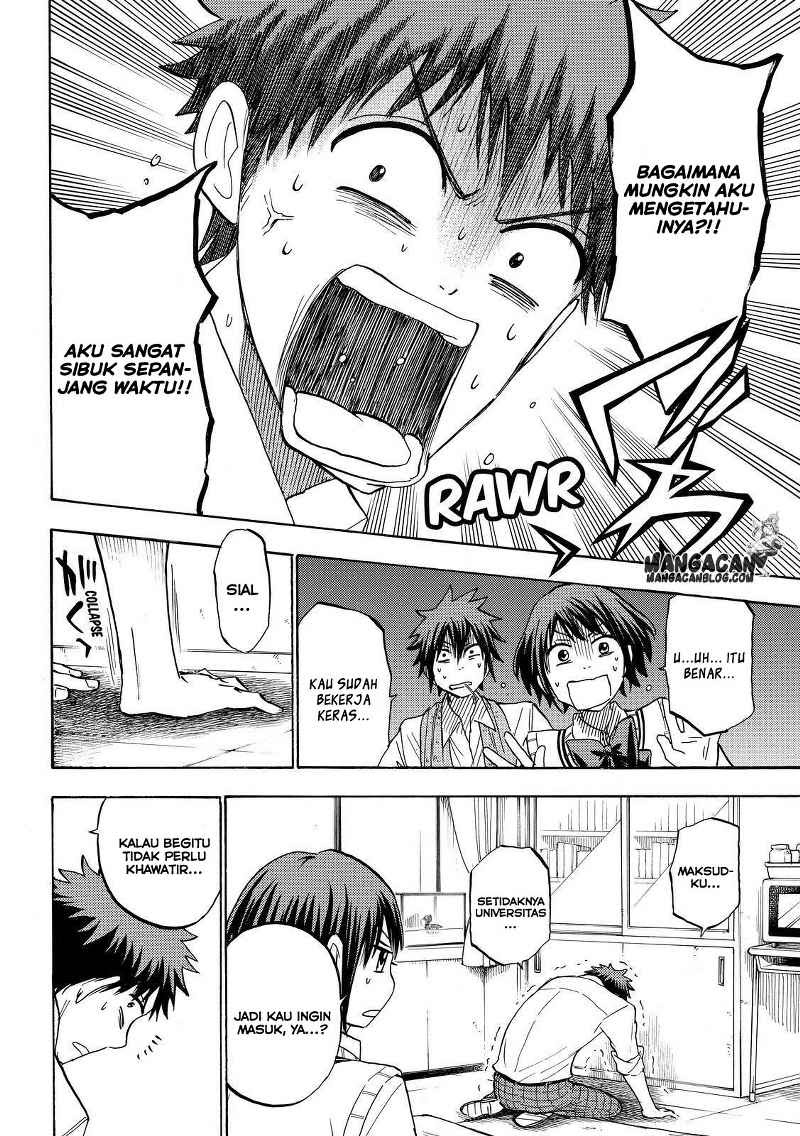 BAGAIMANA
MUNGKIN AKU
MENGETAHU-
INYA?!!
AKU SANGAT
SIBUK SEPAN-
JANG WAKTU!!
RAWR
MANGACAN
MANGACANBLOG.COM
U...UH... ITU
BENAR...
KAU SUDAH
BEKERJA
KERAS...
SIAL
...
COLLAPSE
MAKSUD-
KU...
SETIDAKNYA
UNIVERSITAS
...
JADI KAU INGIN
MASUK, YA...?
KALAU BEGITU
TIDAK PERLU
KHAWATIR...